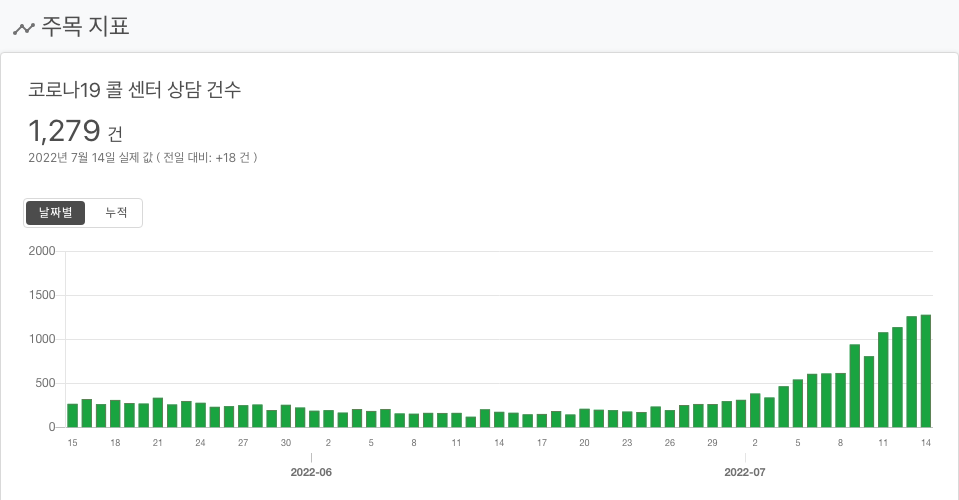 주목 지표
코로나19 콜 센터 상담 건수
1,279 건
2022년 7월 14일 실제 값 ( 전일 대비: +18 건 )
날짜별 누적
2000
1500
1000
500
0
15 18 21 24 27 30 2 5 8 11 14 17 20 23 26 29 2 5 8 11 14
2022-06 2022-07